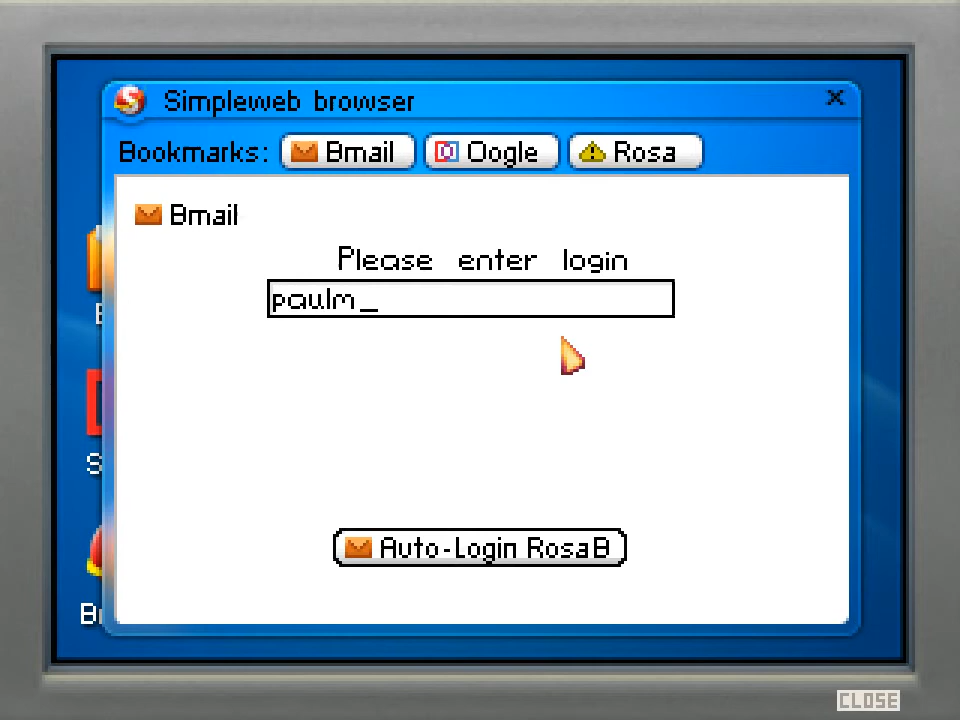 Simpleweb browser
Bookmarks: Bmail Oogle Rosa
Bmail
Please enter login
paulm_
Auto-Login RosaB
CLOSE